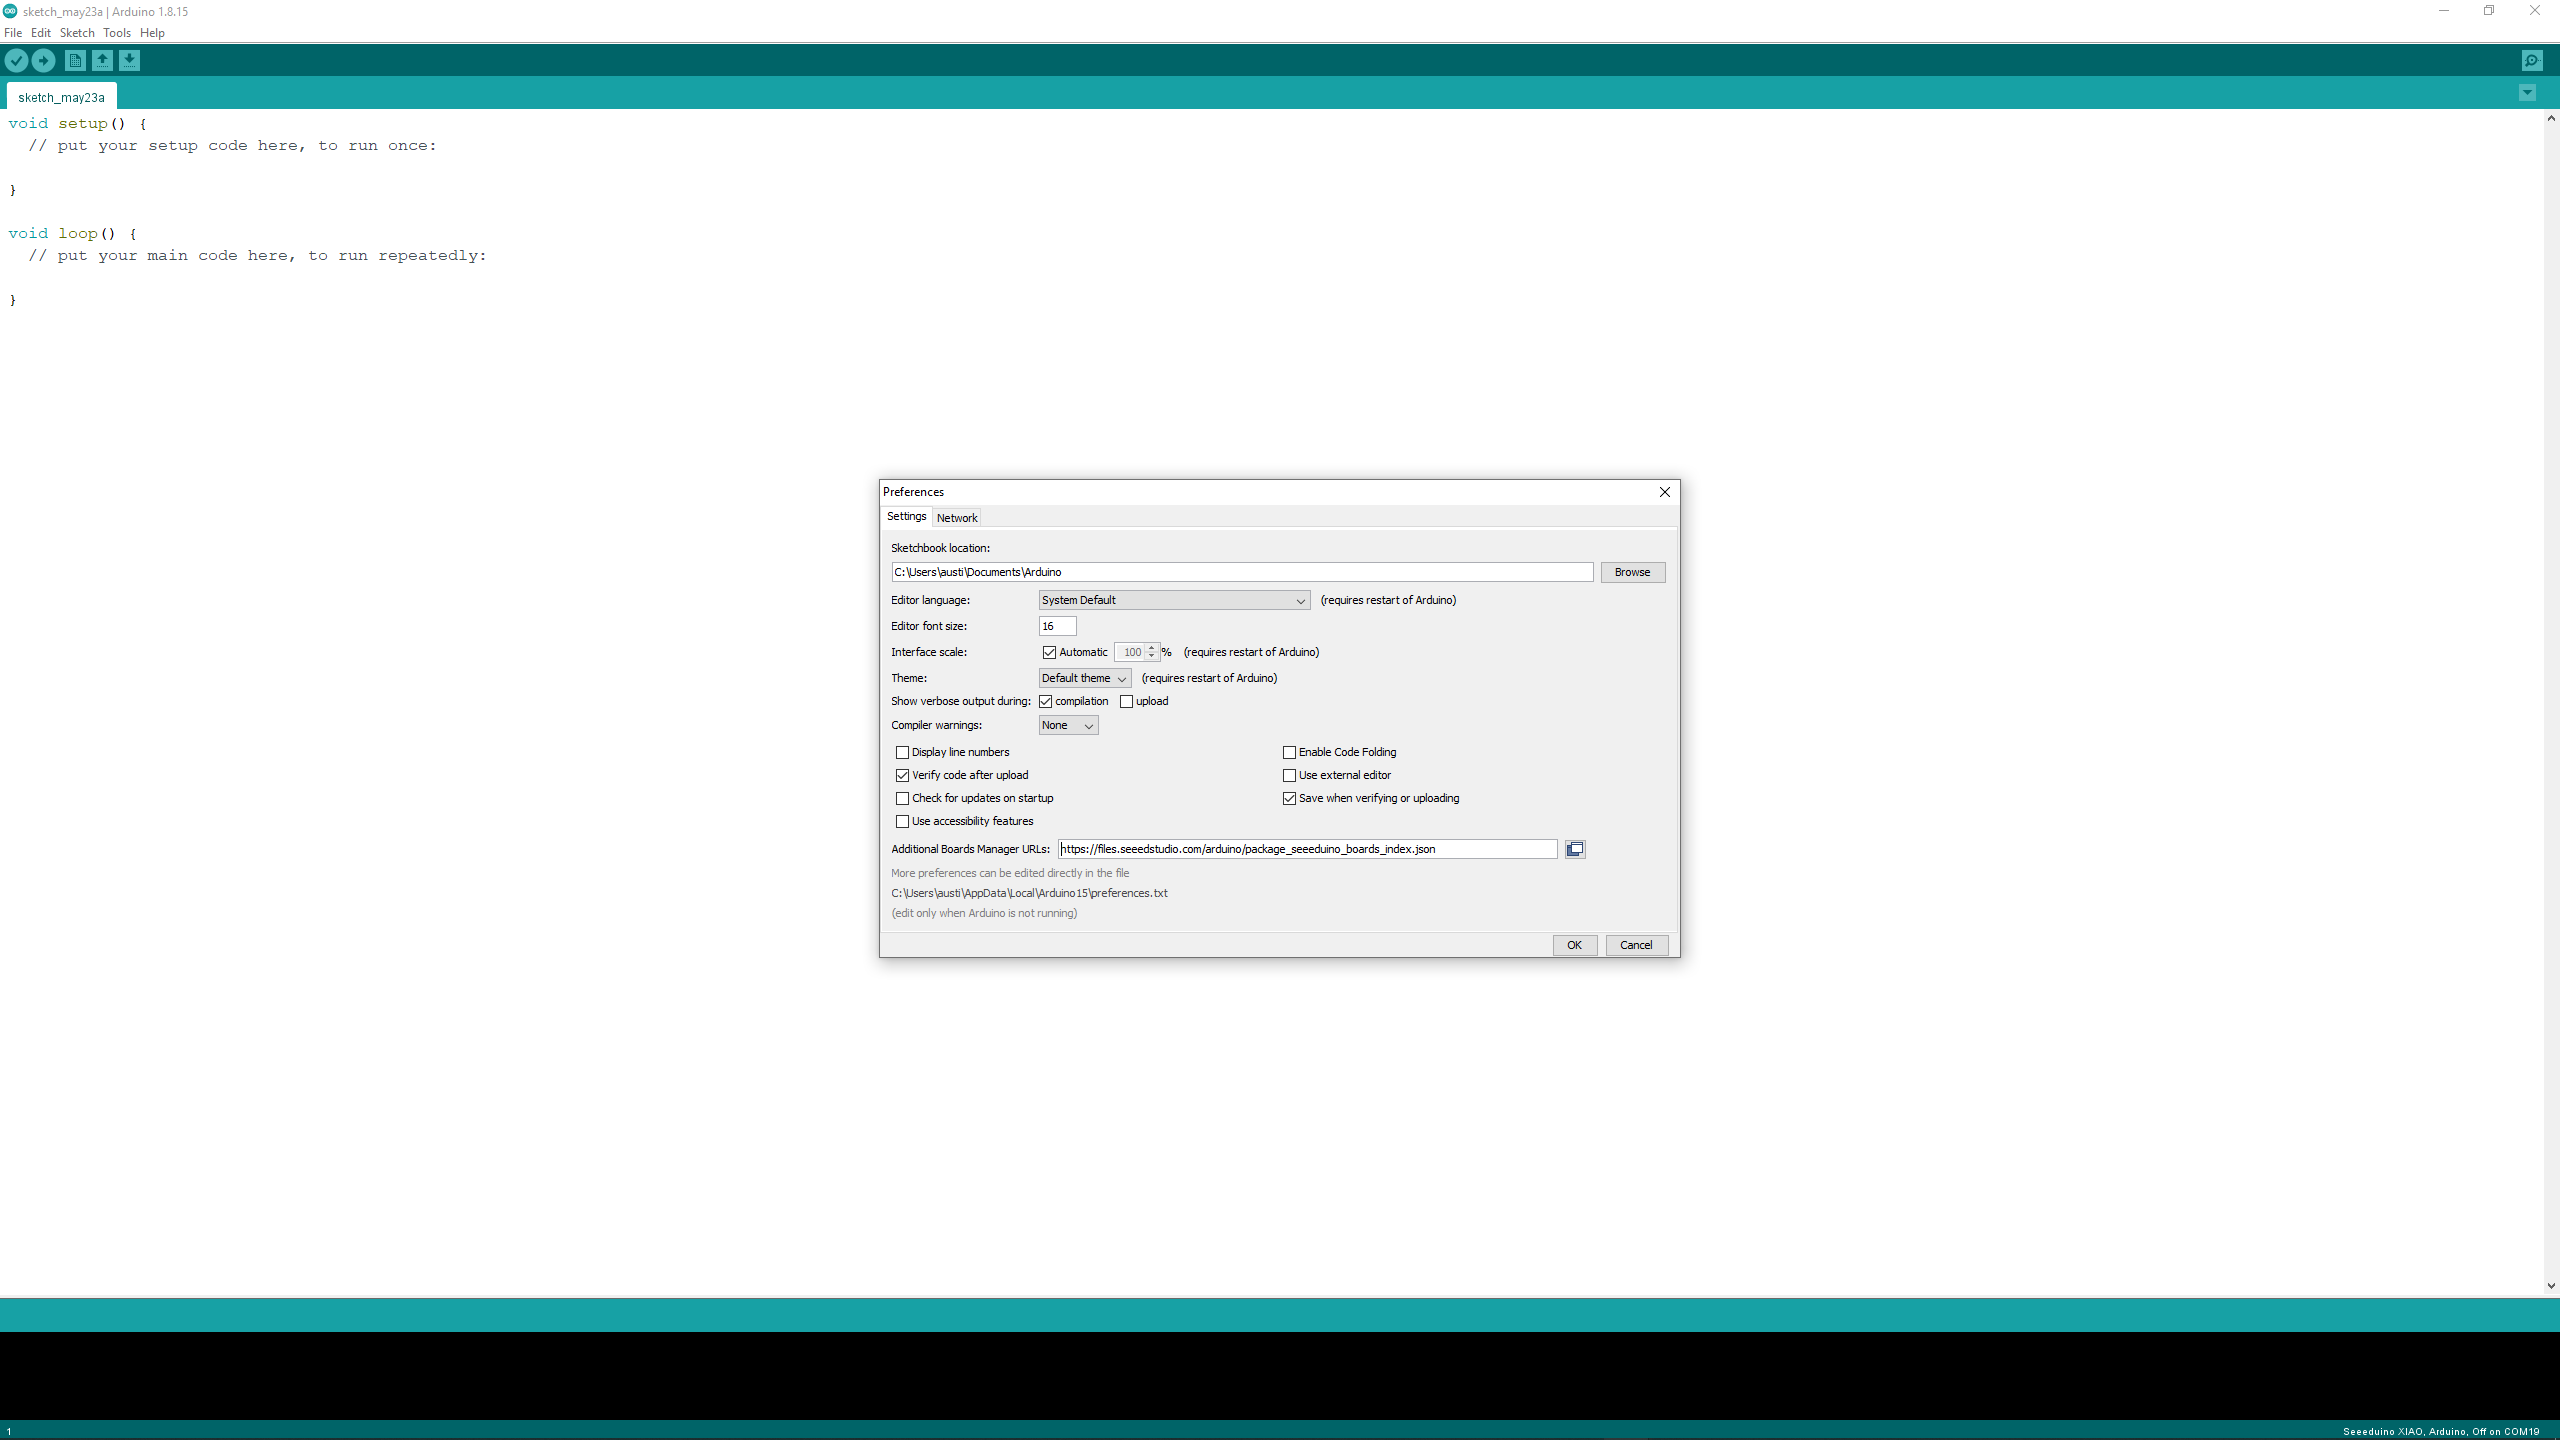 sketch_may23a | Arduino 1.8.15
File Edit Sketch Tools Help
sketch_may23a
void setup() {
  // put your setup code here, to run once:
}
void loop() {
  // put your main code here, to run repeatedly:
}
Preferences
Settings Network
Sketchbook location:
C:\Users\austi\Documents\Arduino Browse
Editor language: System Default (requires restart of Arduino)
Editor font size: 16
Interface scale: Automatic 100 % (requires restart of Arduino)
Theme: Default theme (requires restart of Arduino)
Show verbose output during: compilation upload
Compiler warnings: None
Display line numbers Enable Code Folding
Verify code after upload Use external editor
Check for updates on startup Save when verifying or uploading
Use accessibility features
Additional Boards Manager URLs: https://files.seeedstudio.com/arduino/package_seeeduino_boards_index.json
More preferences can be edited directly in the file
C:\Users\austi\AppData\Local\Arduino15\preferences.txt
(edit only when Arduino is not running)
OK Cancel
1 Seeeduino XIAO, Arduino, Off on COM19